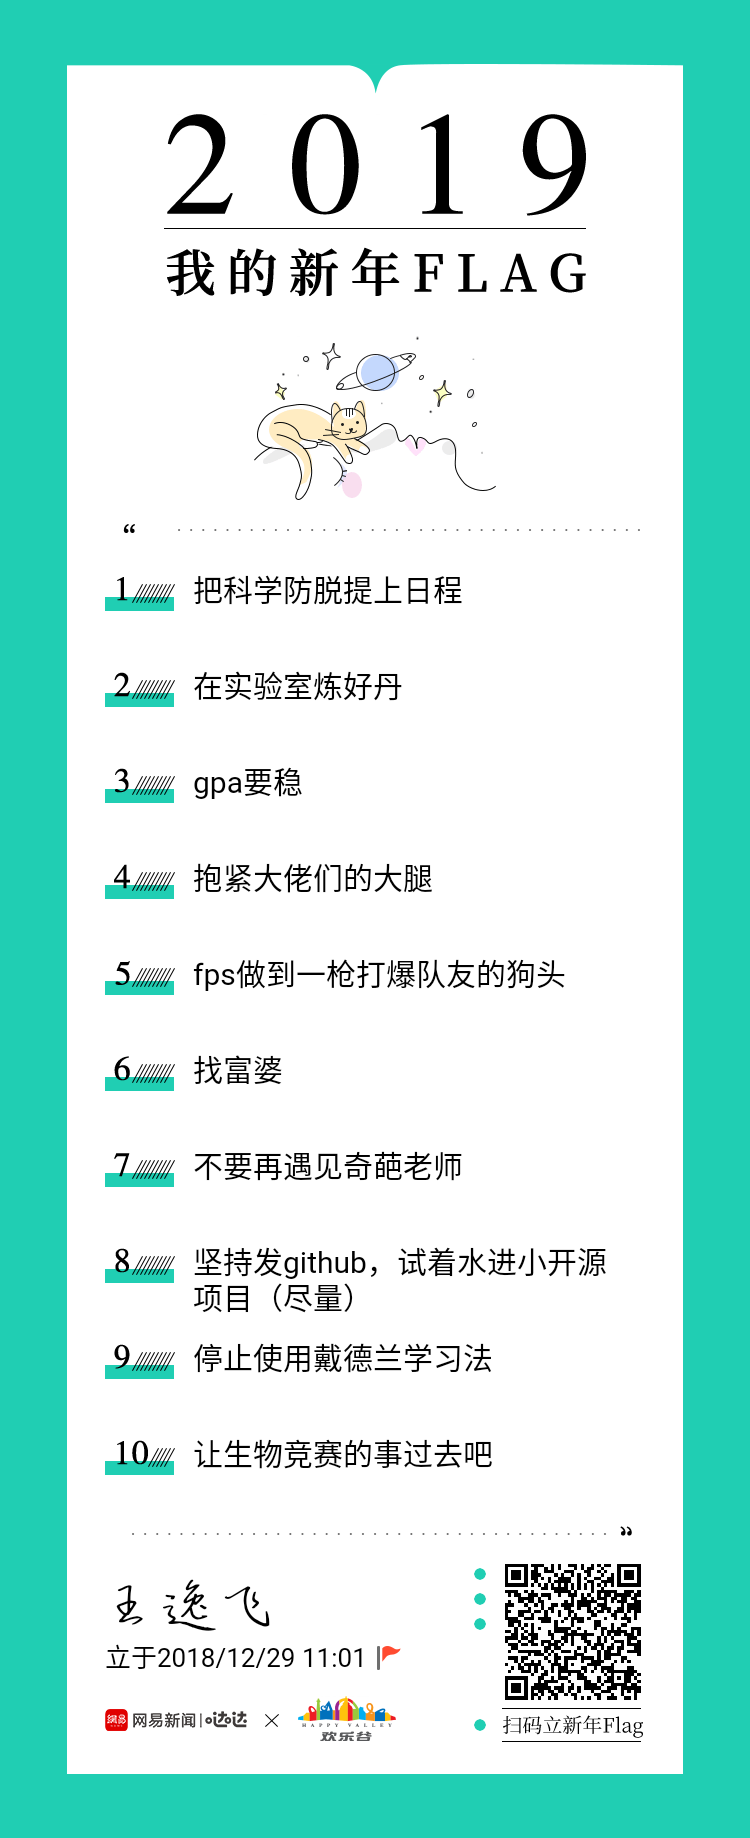 2019
我的新年FLAG
“
1 把科学防脱提上日程
2 在实验室炼好丹
3 gpa要稳
4 抱紧大佬们的大腿
5 fps做到一枪打爆队友的狗头
6 找富婆
7 不要再遇见奇葩老师
8 坚持发github，试着水进小开源
项目（尽量）
9 停止使用戴德兰学习法
10 让生物竞赛的事过去吧
”
王逸飞
立于2018/12/29 11:01
網易 网易新闻|哒哒 × HAPPY VALLEY
欢乐谷
扫码立新年Flag